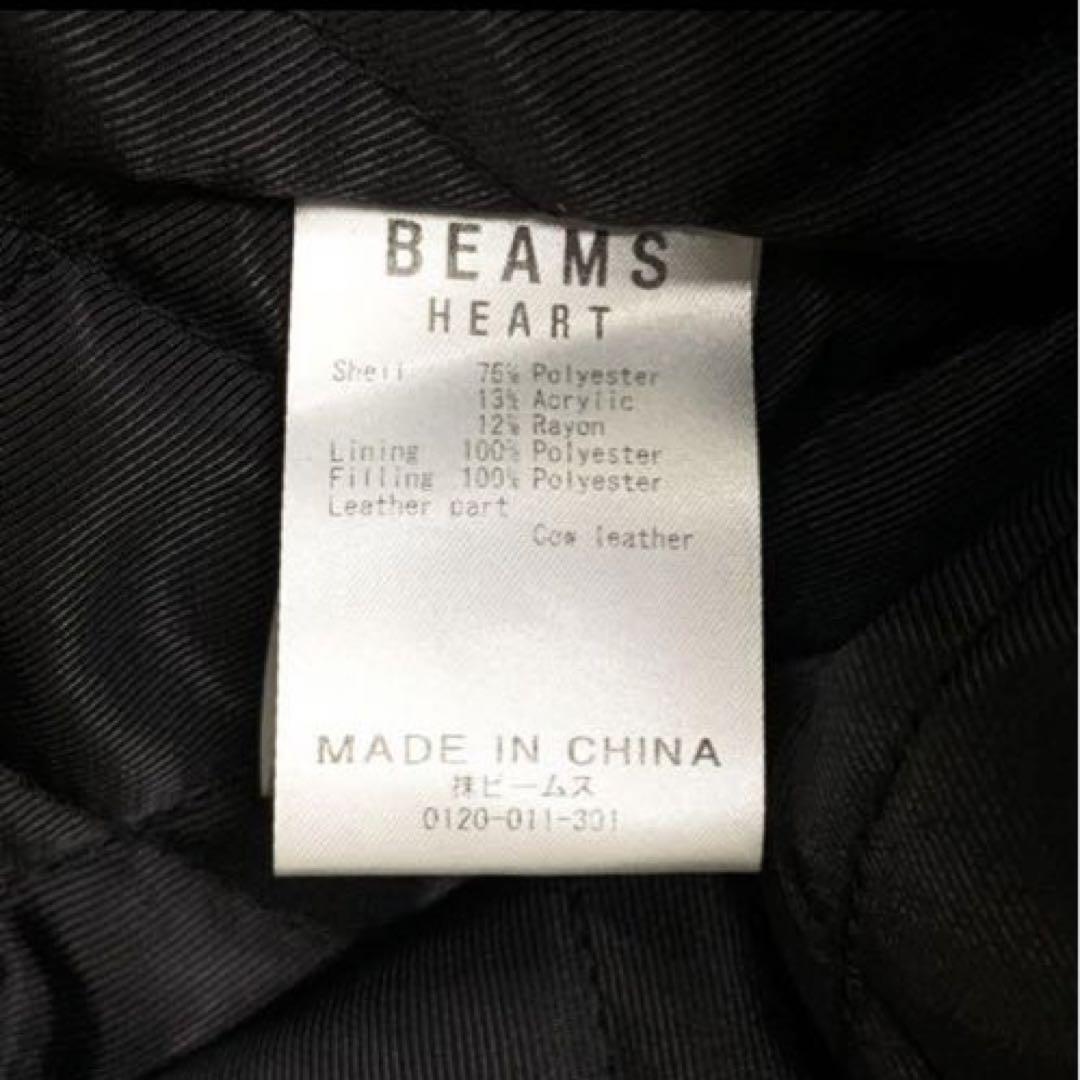 BEAMS
HEART
Shell 75% Polyester
13% Acrylic
12% Rayon
Lining 100% Polyester
Filling 100% Polyester
Leather part
Cow leather
MADE IN CHINA
株ビームス
0120-011-301